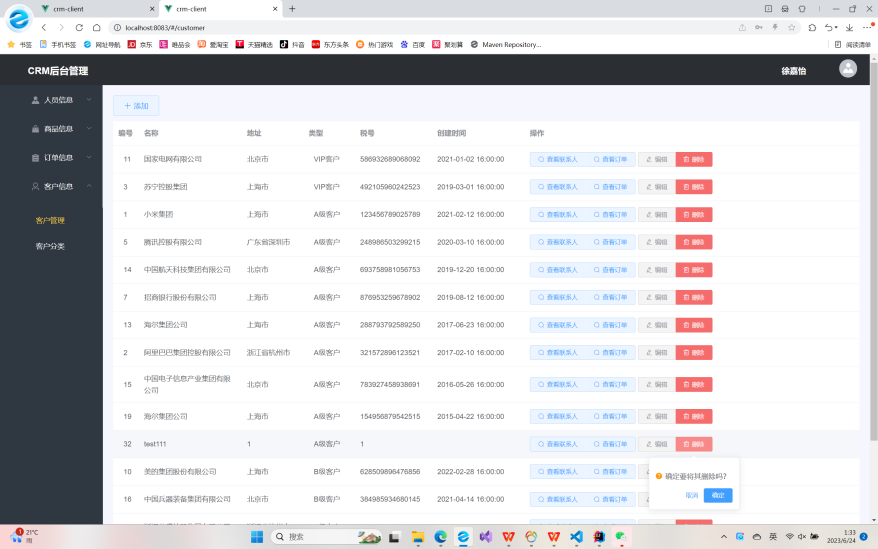 crm-client
crm-client
localhost:8083/#/customer
书签 手机书签 网址导航 京东 唯品会 爱淘宝 天猫精选 抖音 东方头条 热门游戏 百度 聚划算 Maven Repository... 阅读清单
CRM后台管理 徐嘉怡
人员信息
商品信息
订单信息
客户信息
客户管理
客户分类
+ 添加
编号 名称 地址 类型 税号 创建时间 操作
11 国家电网有限公司 北京市 VIP客户 586932689068092 2021-01-02 16:00:00 查看联系人 查看订单 编辑 删除
3 苏宁控股集团 上海市 VIP客户 492105960242523 2019-03-01 16:00:00 查看联系人 查看订单 编辑 删除
1 小米集团 上海市 A级客户 123456789025789 2021-02-12 16:00:00 查看联系人 查看订单 编辑 删除
5 腾讯控股有限公司 广东省深圳市 A级客户 248986503299215 2020-03-10 16:00:00 查看联系人 查看订单 编辑 删除
14 中国航天科技集团有限公司 北京市 A级客户 693758981056753 2019-12-20 16:00:00 查看联系人 查看订单 编辑 删除
7 招商银行股份有限公司 上海市 A级客户 876953259678902 2019-08-12 16:00:00 查看联系人 查看订单 编辑 删除
13 海尔集团公司 上海市 A级客户 288793792589250 2017-06-23 16:00:00 查看联系人 查看订单 编辑 删除
2 阿里巴巴集团控股有限公司 浙江省杭州市 A级客户 321572896123521 2017-02-10 16:00:00 查看联系人 查看订单 编辑 删除
15 中国电子信息产业集团有限公司 北京市 A级客户 783927458938691 2016-05-26 16:00:00 查看联系人 查看订单 编辑 删除
19 海尔集团公司 上海市 A级客户 154956879542515 2015-04-22 16:00:00 查看联系人 查看订单 编辑 删除
32 test111 1 A级客户 1 查看联系人 查看订单 编辑 删除
10 美的集团股份有限公司 上海市 B级客户 628509896476856 2022-02-28 16:00:00 查看联系人 查看订单
16 中国兵器装备集团有限公司 北京市 B级客户 384985934680145 2021-04-14 16:00:00 查看联系人 查看订单
确定要将其删除吗?
取消 确定
21°C
雨
搜索
英
1:33
2023/6/24